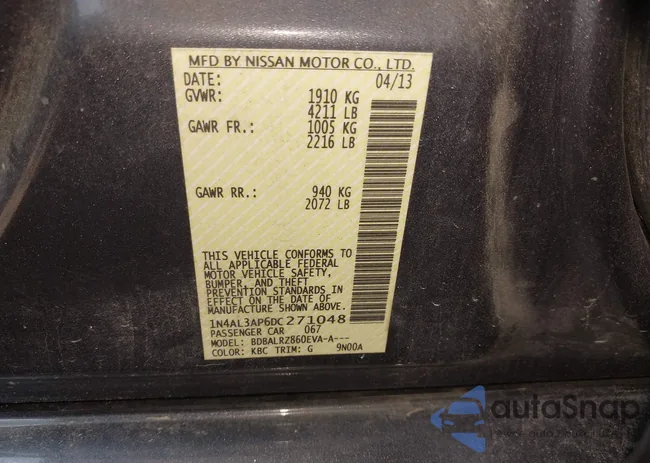 MFD BY NISSAN MOTOR CO., LTD.
DATE: 04/13
GVWR: 1910 KG
4211 LB
GAWR FR.: 1005 KG
2216 LB
GAWR RR.: 940 KG
2072 LB
THIS VEHICLE CONFORMS TO
ALL APPLICABLE FEDERAL
MOTOR VEHICLE SAFETY,
BUMPER, AND THEFT
PREVENTION STANDARDS IN
EFFECT ON THE DATE OF
MANUFACTURE SHOWN ABOVE.
1N4AL3AP6DC271048
PASSENGER CAR 067
MODEL: BDBALRZ860EVA-A---
COLOR: KBC TRIM: G 9N00A
autoSnap